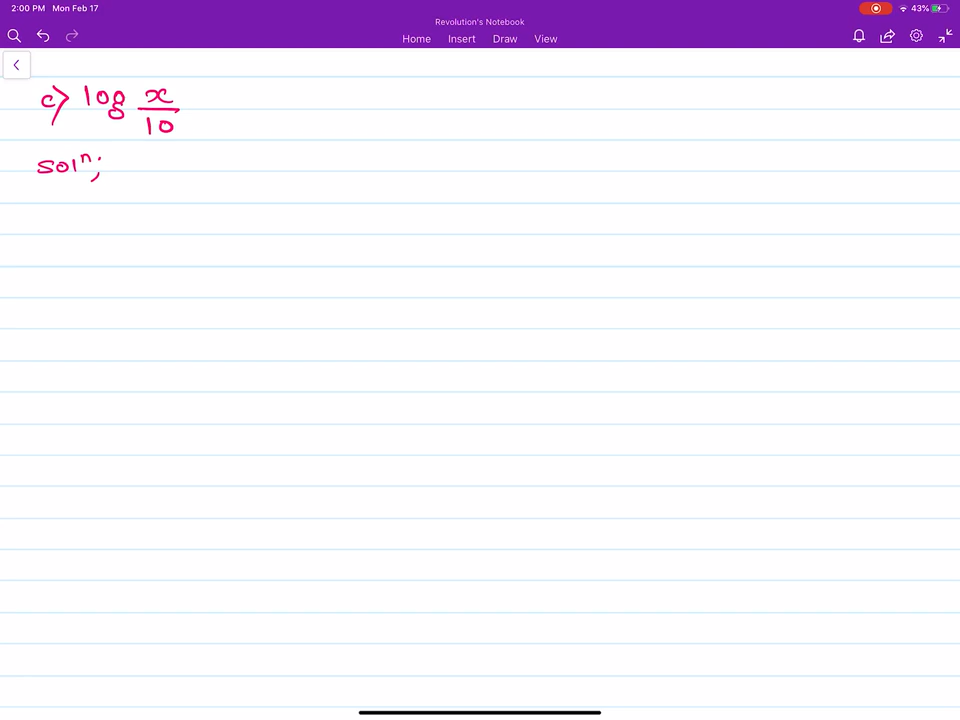 2:00 PM Mon Feb 17
43%
Revolution's Notebook
Home Insert Draw View
c) log x/10
solⁿ;